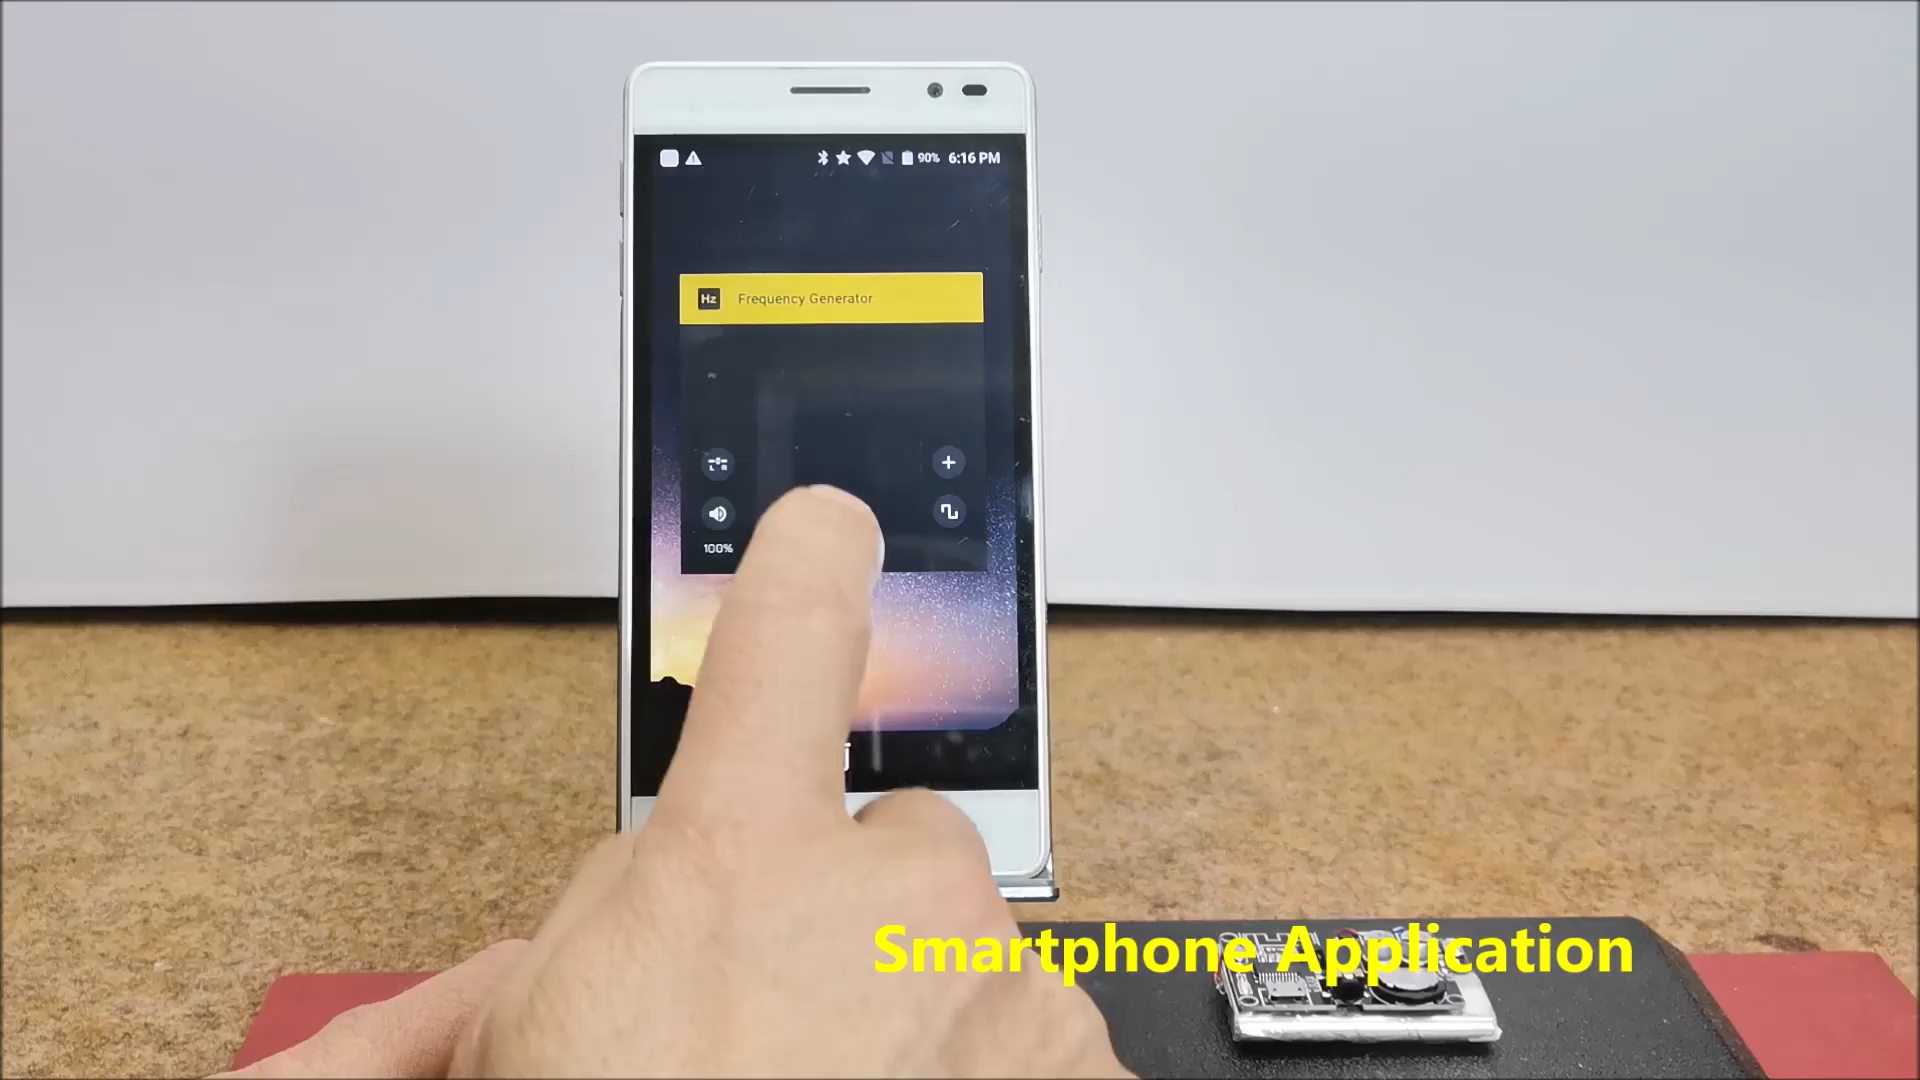 90% 6:16 PM
Hz Frequency Generator
L R
100%
Smartphone Application